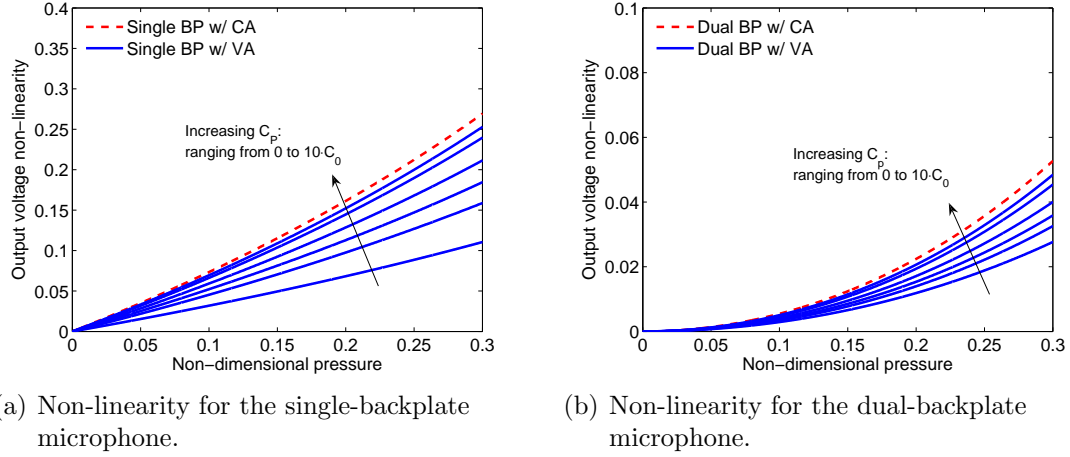 0.4
0.35
0.3
0.25
0.2
0.15
0.1
0.05
0
Output voltage non−linearity
Single BP w/ CA
Single BP w/ VA
Increasing C_P:
ranging from 0 to 10·C_0
0 0.05 0.1 0.15 0.2 0.25 0.3
Non−dimensional pressure
a) Non-linearity for the single-backplate
microphone.
0.1
0.08
0.06
0.04
0.02
0
Output voltage non−linearity
Dual BP w/ CA
Dual BP w/ VA
Increasing C_p:
ranging from 0 to 10·C_0
0 0.05 0.1 0.15 0.2 0.25 0.3
Non−dimensional pressure
(b) Non-linearity for the dual-backplate
microphone.